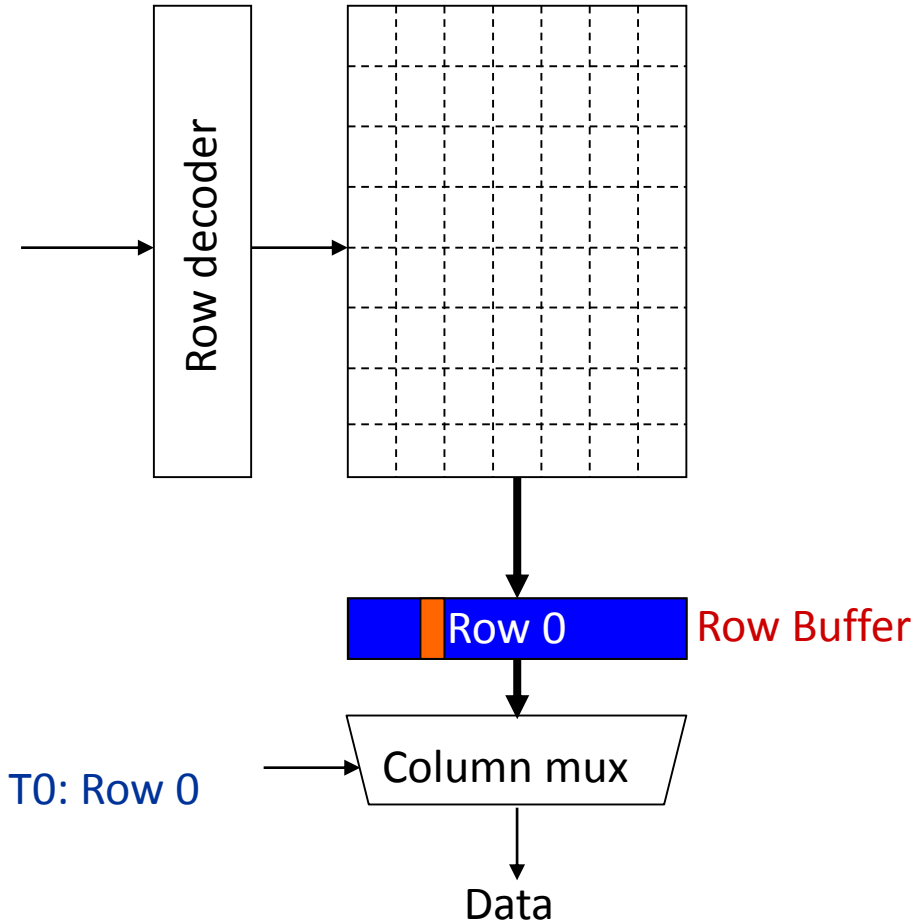 Row decoder
Row 0
Row Buffer
Column mux
T0: Row 0
Data